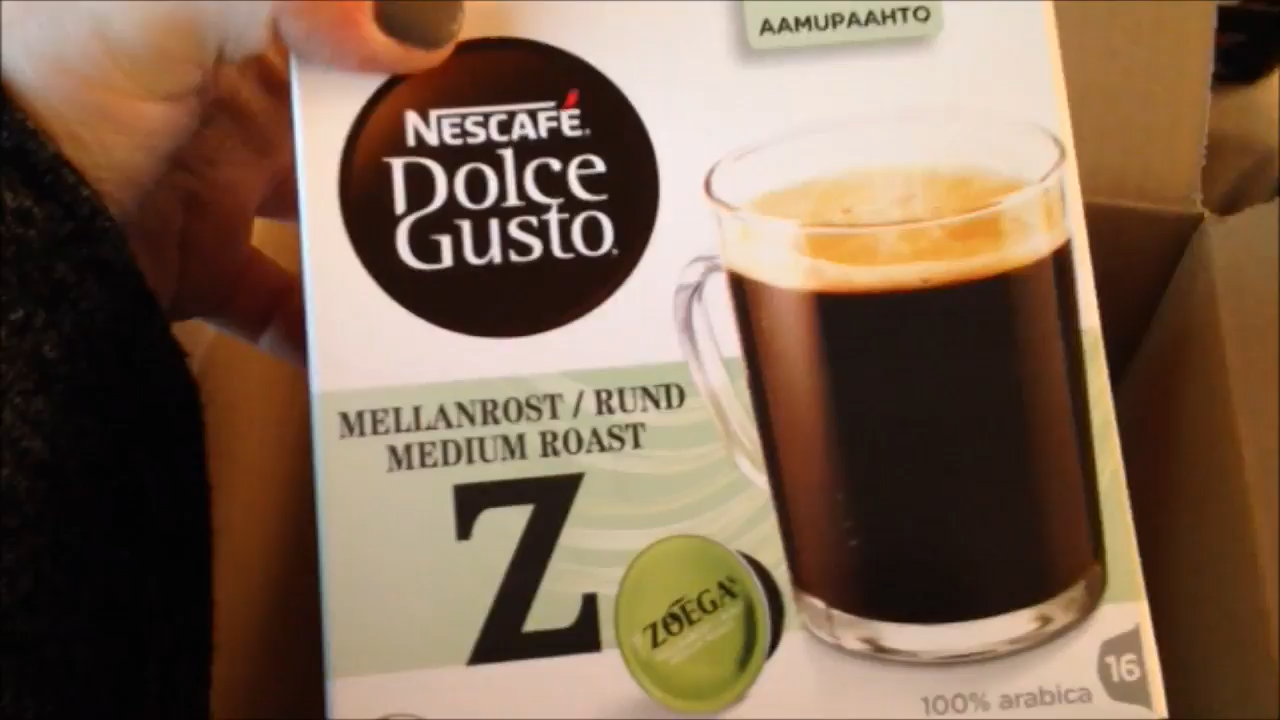 AAMUPAAHTO
NESCAFÉ.
Dolce
Gusto
MELLANROST / RUND
MEDIUM ROAST
Z
ZOÉGAS
100% arabica
16